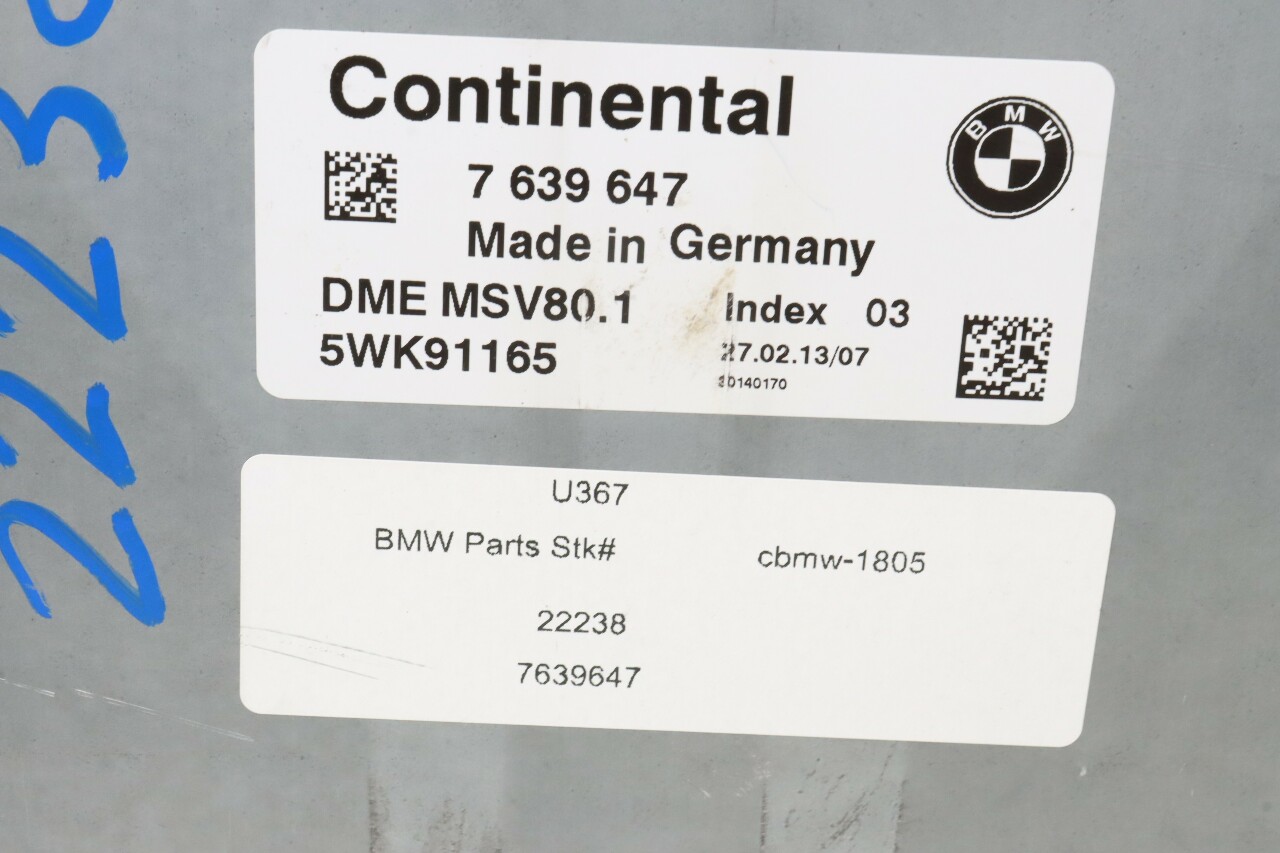 Continental
BMW
7 639 647
Made in Germany
DME MSV80.1 Index 03
5WK91165 27.02.13/07
U367
BMW Parts Stk# cbmw-1805
22238
7639647
2223